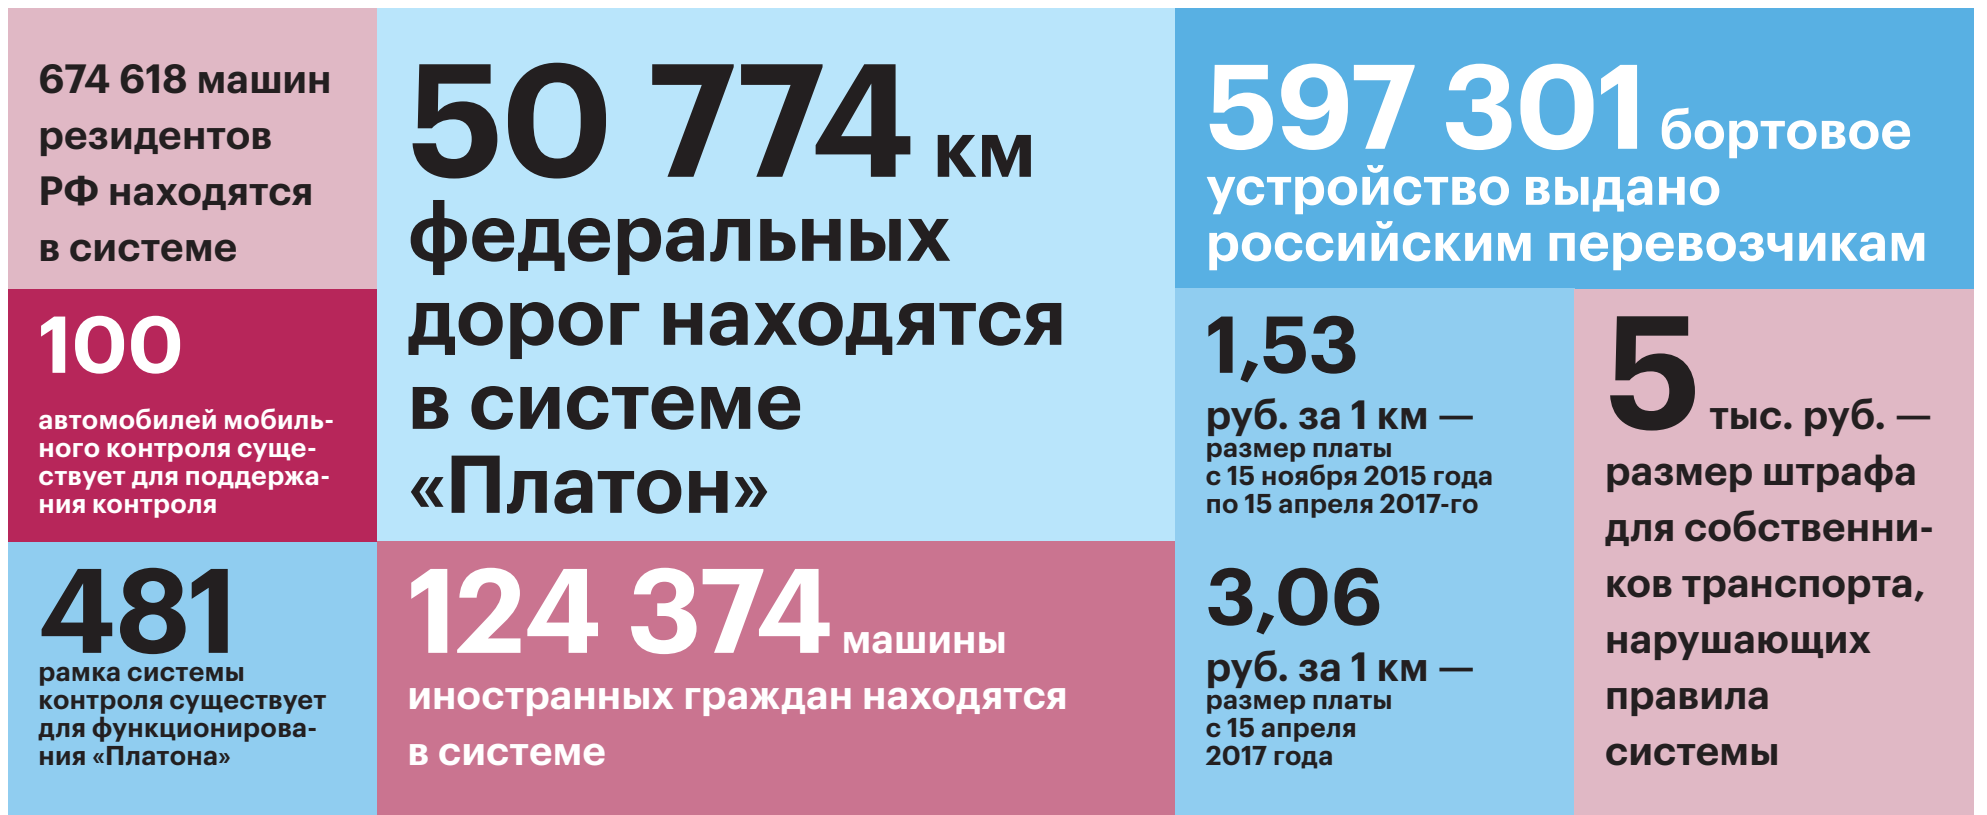 674 618 машин
резидентов
РФ находятся
в системе
100
автомобилей мобиль-
ного контроля суще-
ствует для поддержа-
ния контроля
481
рамка системы
контроля существует
для функционирова-
ния «Платона»
50 774 км
федеральных
дорог находятся
в системе
«Платон»
124 374 машины
иностранных граждан находятся
в системе
597 301 бортовое
устройство выдано
российским перевозчикам
1,53
руб. за 1 км —
размер платы
с 15 ноября 2015 года
по 15 апреля 2017-го
3,06
руб. за 1 км —
размер платы
с 15 апреля
2017 года
5 тыс. руб. —
размер штрафа
для собственни-
ков транспорта,
нарушающих
правила
системы